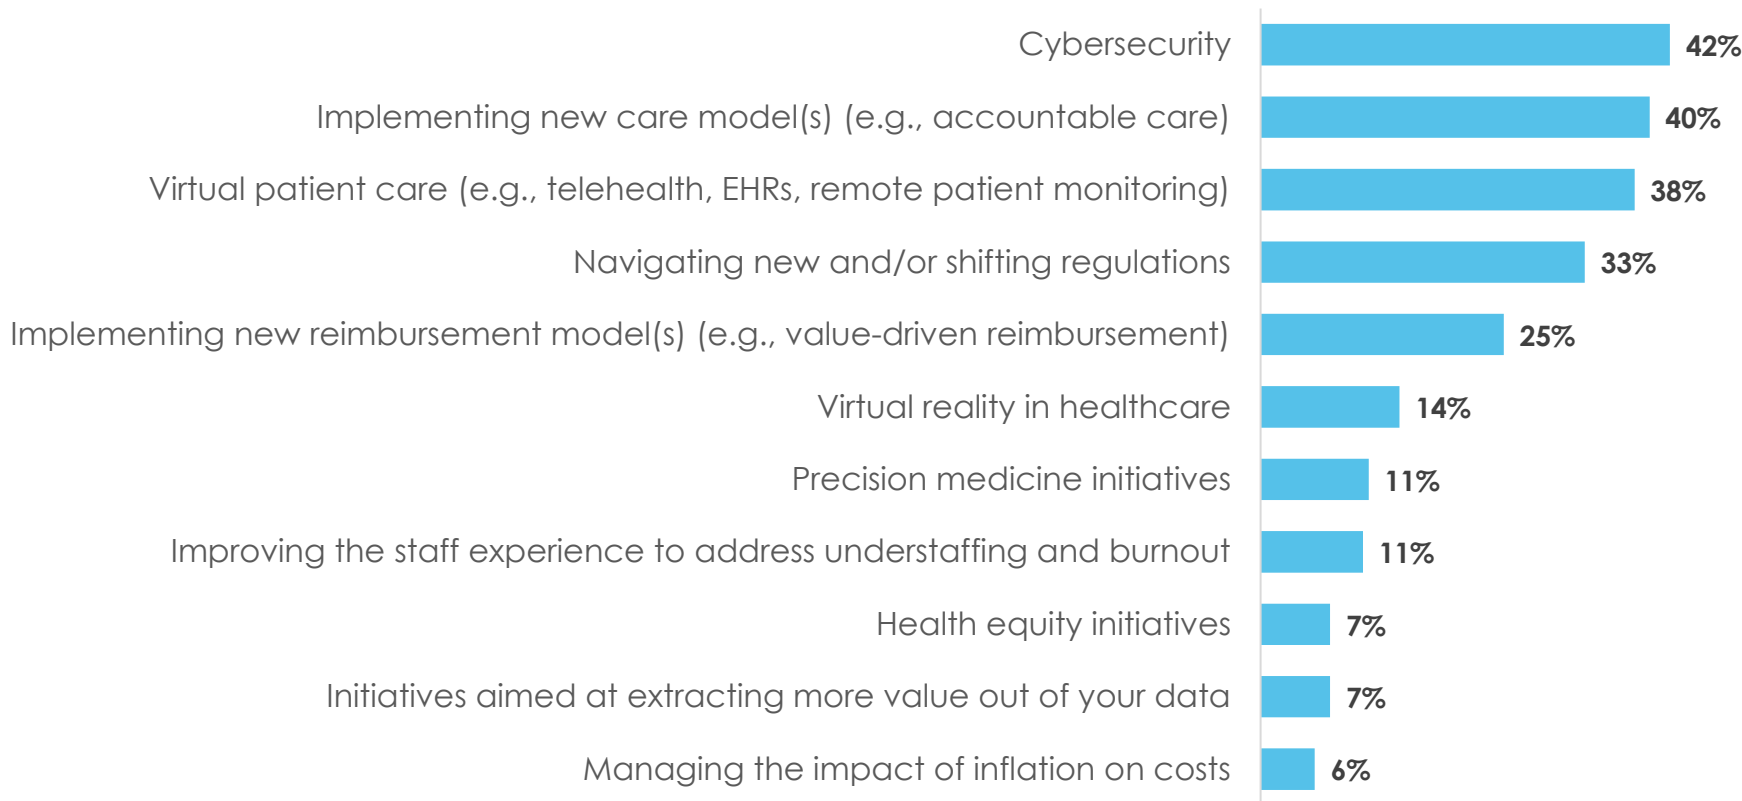 Cybersecurity 42%
Implementing new care model(s) (e.g., accountable care) 40%
Virtual patient care (e.g., telehealth, EHRs, remote patient monitoring) 38%
Navigating new and/or shifting regulations 33%
Implementing new reimbursement model(s) (e.g., value-driven reimbursement) 25%
Virtual reality in healthcare 14%
Precision medicine initiatives 11%
Improving the staff experience to address understaffing and burnout 11%
Health equity initiatives 7%
Initiatives aimed at extracting more value out of your data 7%
Managing the impact of inflation on costs 6%